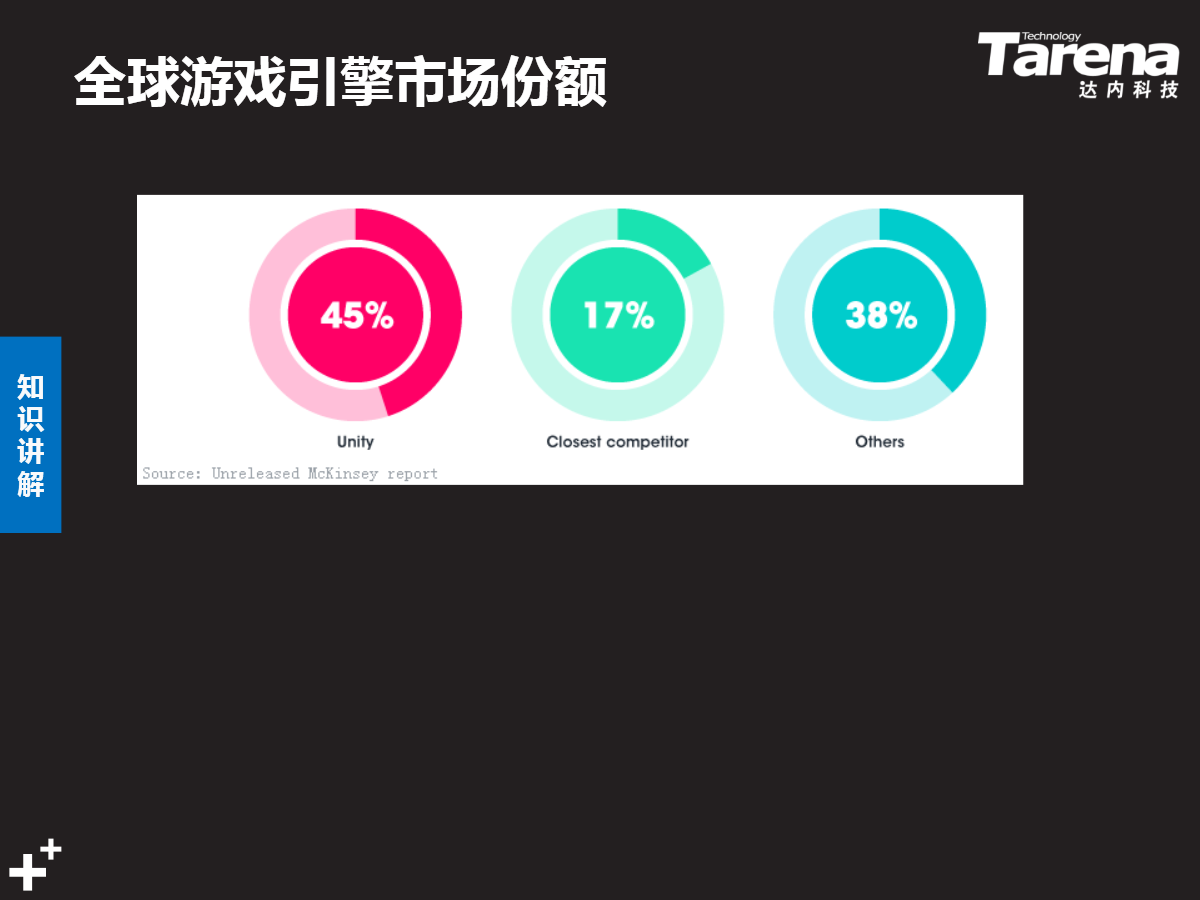 全球游戏引擎市场份额
Technology
Tarena
达内科技
45%
17%
38%
Unity
Closest competitor
Others
Source: Unreleased McKinsey report
知识讲解